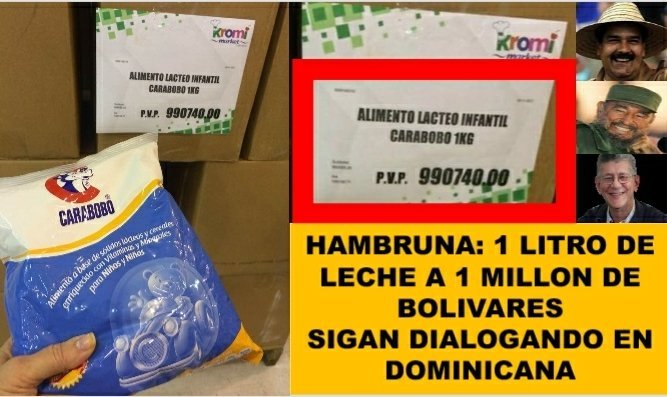 Kromi
market
ALIMENTO LACTEO INFANTIL
CARABOBO 1KG
P.V.P. 990740,00
CARABOBO
Alimento a base de sólidos lácteos y cereales
enriquecido con Vitaminas y Minerales
para Niños y Niñas
Kromi
market
ALIMENTO LACTEO INFANTIL
CARABOBO 1KG
P.V.P. 990740,00
HAMBRUNA: 1 LITRO DE
LECHE A 1 MILLON DE
BOLIVARES
SIGAN DIALOGANDO EN
DOMINICANA